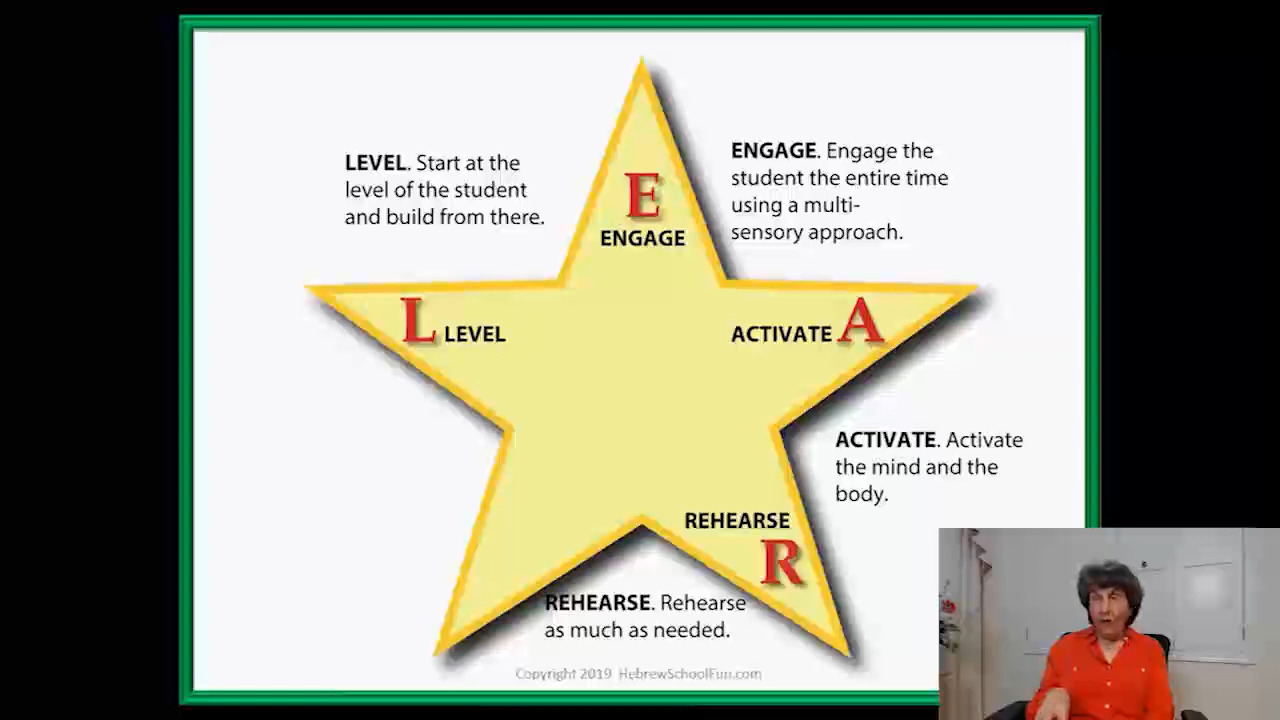 LEVEL. Start at the
level of the student
and build from there.
ENGAGE. Engage the
student the entire time
using a multi-
sensory approach.
E
ENGAGE
L LEVEL
ACTIVATE A
ACTIVATE. Activate
the mind and the
body.
REHEARSE
R
REHEARSE. Rehearse
as much as needed.
Copyright 2019 HebrewSchoolFun.com